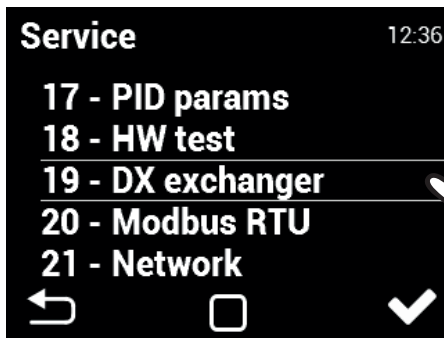 Service
12:36
17 - PID params
18 - HW test
19 - DX exchanger
20 - Modbus RTU
21 - Network